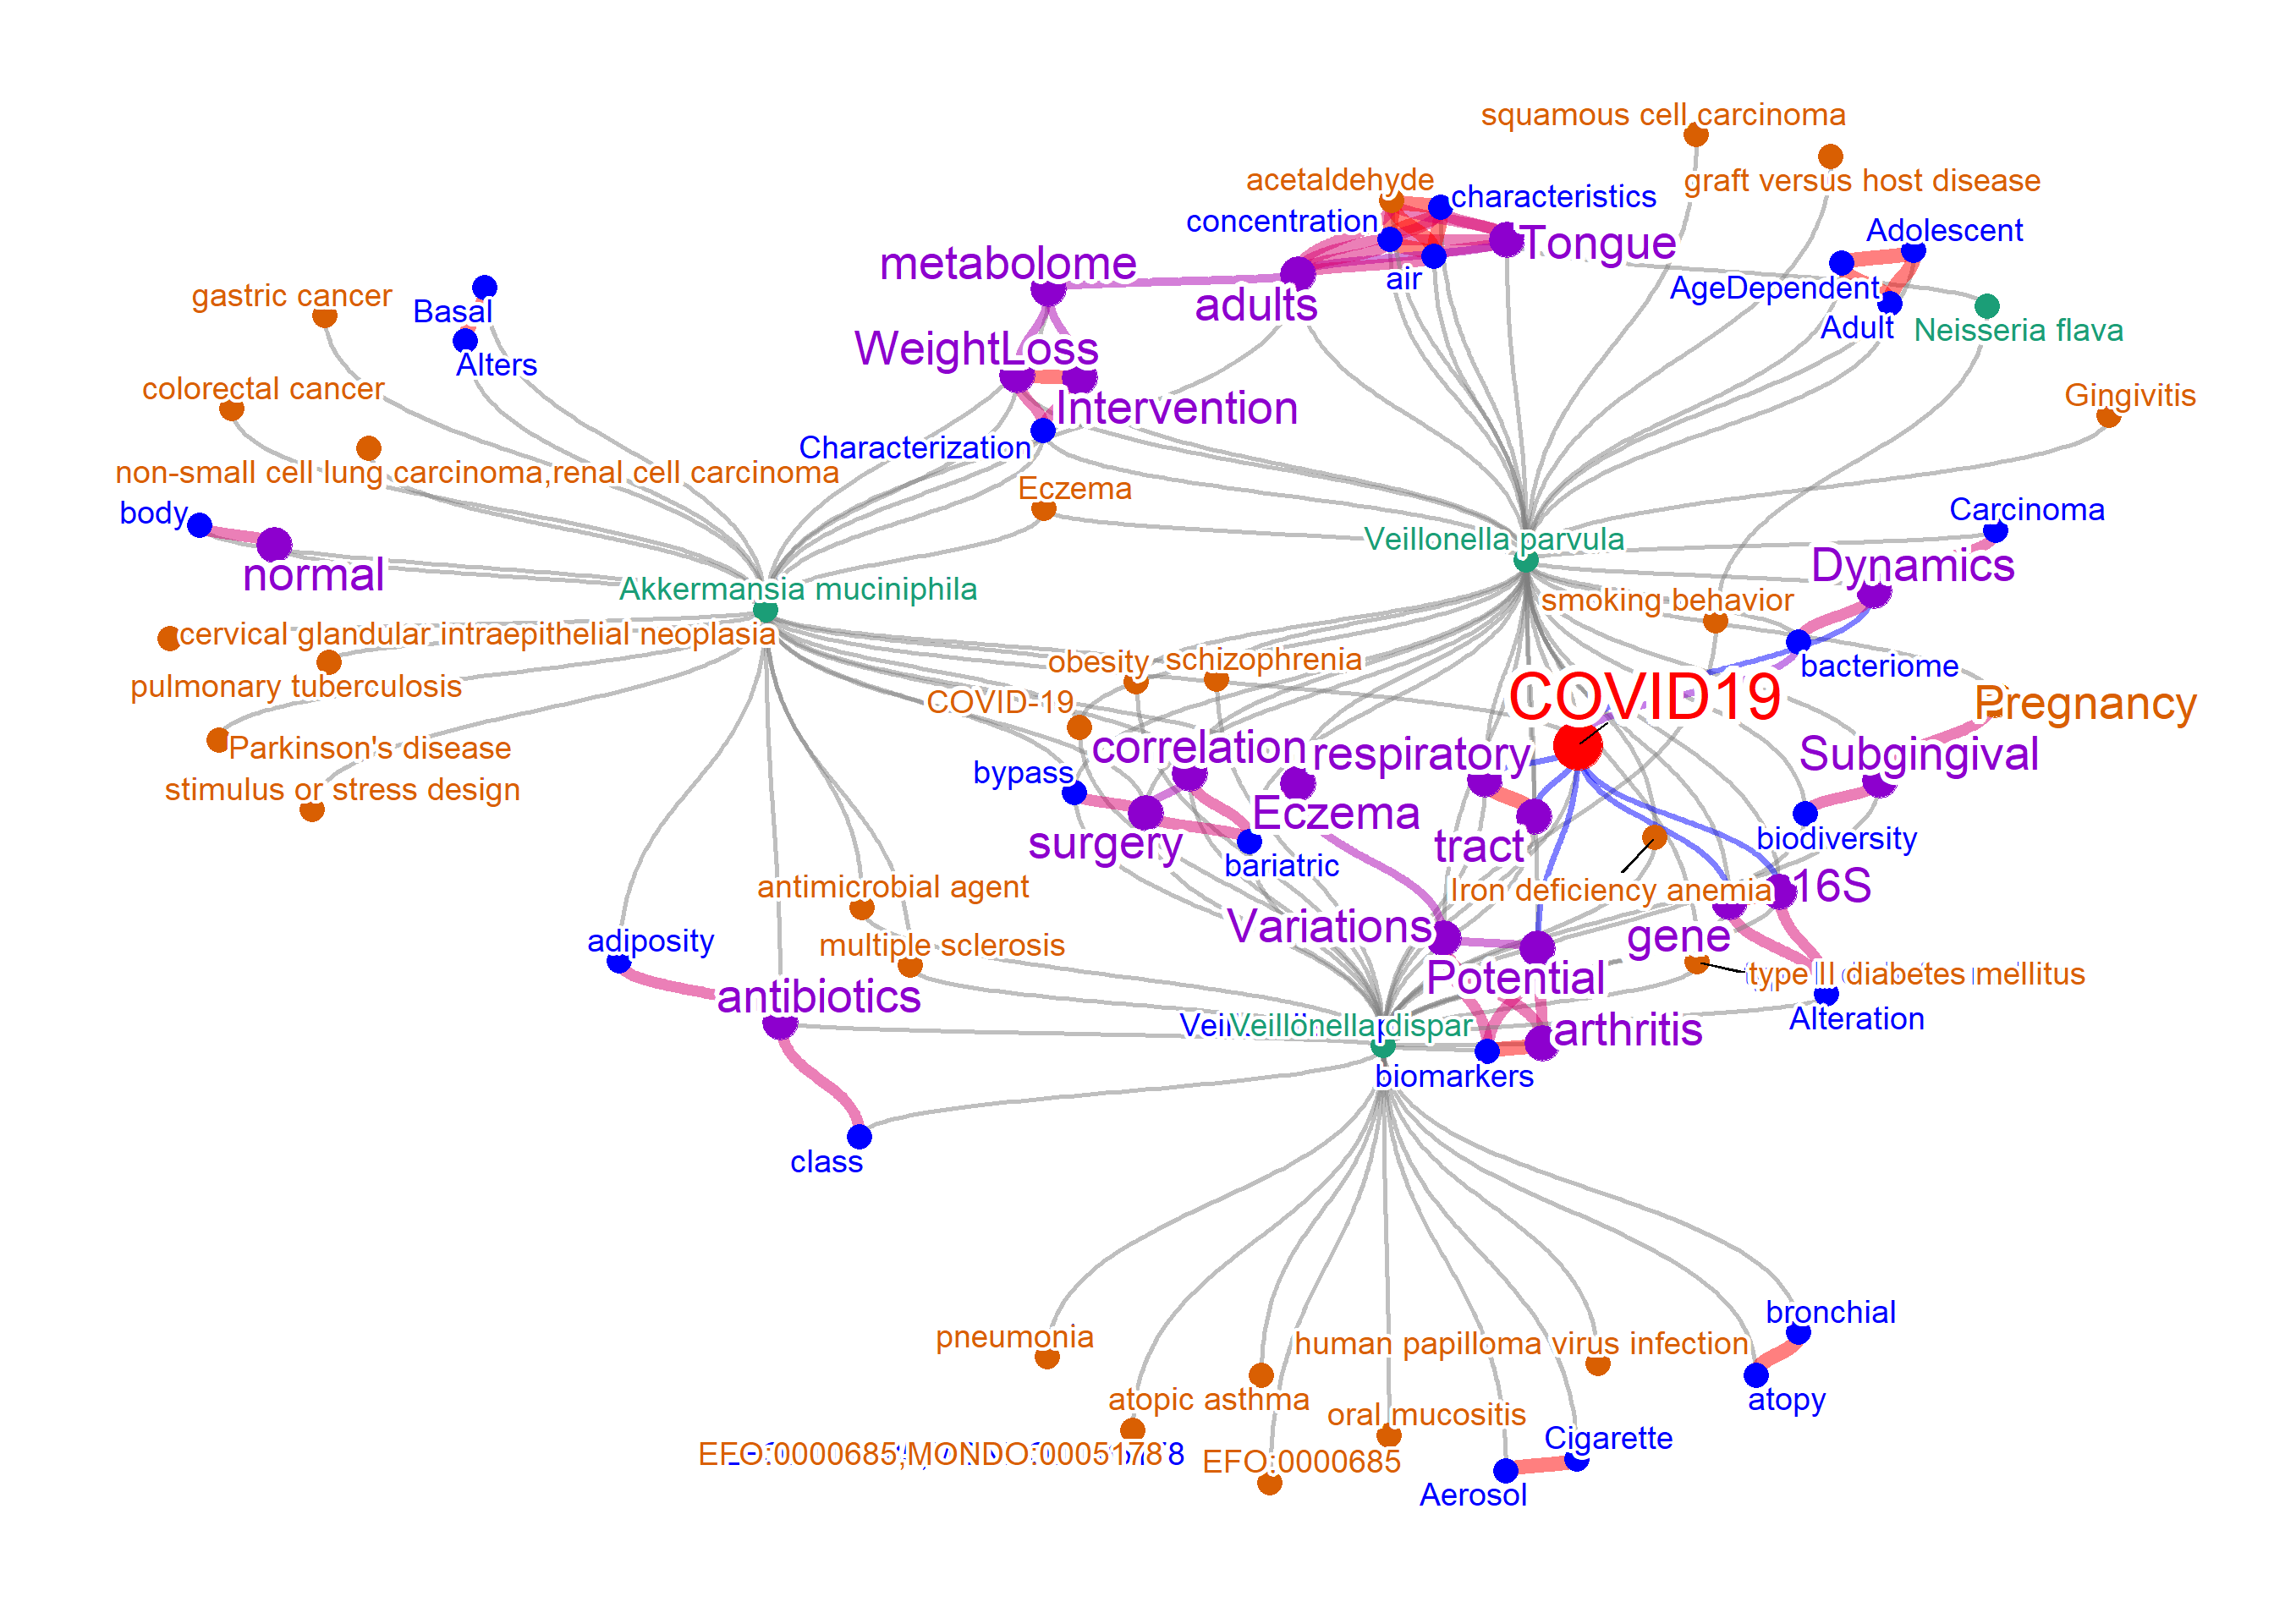 squamous cell carcinoma
acetaldehyde
graft versus host disease
characteristics
concentration
Adolescent
Tongue
metabolome
air
adults
AgeDependent
Adult
Neisseria flava
gastric cancer
Basal
Alters
WeightLoss
Intervention
colorectal cancer
Gingivitis
Characterization
non-small cell lung carcinoma,renal cell carcinoma
Eczema
body
Carcinoma
Veillonella parvula
Dynamics
normal
Akkermansia muciniphila
smoking behavior
cervical glandular intraepithelial neoplasia
obesity
schizophrenia
bacteriome
pulmonary tuberculosis
COVID-19
COVID19
Pregnancy
Parkinson's disease
correlation
respiratory
Subgingival
bypass
stimulus or stress design
Eczema
surgery
tract
bariatric
biodiversity
antimicrobial agent
Iron deficiency anemia
16S
adiposity
multiple sclerosis
Variations
gene
Potential
type II diabetes mellitus
antibiotics
Veillonella dispar
arthritis
Alteration
biomarkers
class
bronchial
pneumonia
human papilloma virus infection
atopic asthma
atopy
oral mucositis
Cigarette
EFO:0000685,MONDO:0005178
EFO:0000685
Aerosol